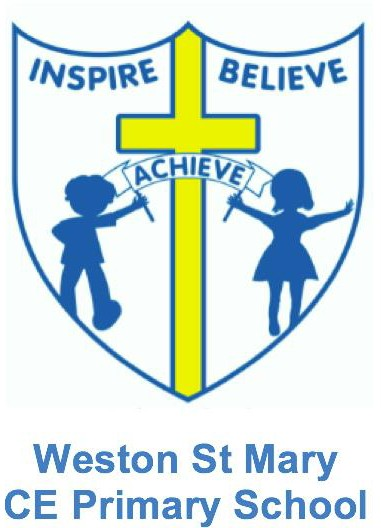 INSPIRE BELIEVE
ACHIEVE
Weston St Mary
CE Primary School